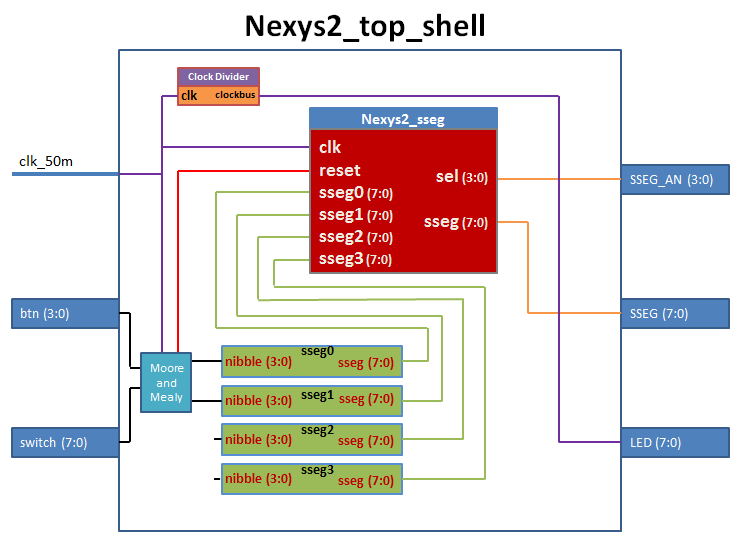 Nexys2_top_shell
Clock Divider
clk clockbus
Nexys2_sseg
clk
reset
sseg0 (7:0)
sseg1 (7:0)
sseg2 (7:0)
sseg3 (7:0)
sel (3:0)
sseg (7:0)
clk_50m
SSEG_AN (3:0)
btn (3:0)
SSEG (7:0)
Moore
and
Mealy
sseg0
nibble (3:0) sseg (7:0)
sseg1
nibble (3:0) sseg (7:0)
sseg2
nibble (3:0) sseg (7:0)
sseg3
nibble (3:0) sseg (7:0)
switch (7:0)
LED (7:0)